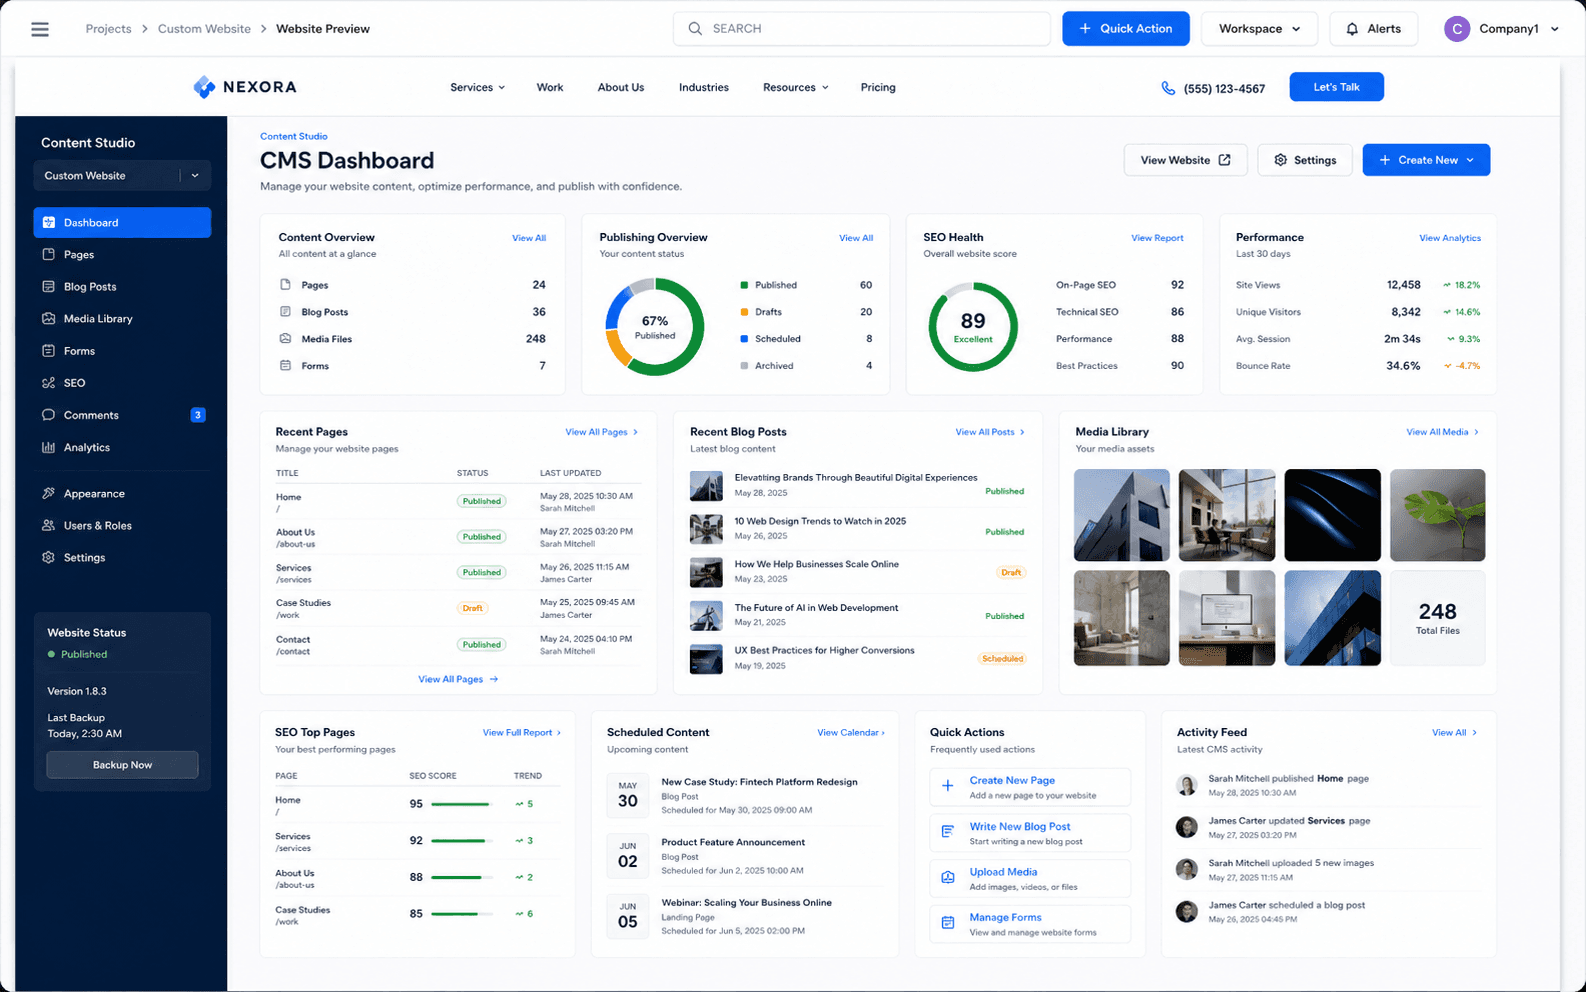 Projects > Custom Website > Website Preview
SEARCH
+ Quick Action
Workspace
Alerts
C
Company1
NEXORA
Services
Work
About Us
Industries
Resources
Pricing
(555) 123-4567
Let's Talk
Content Studio
Custom Website
Dashboard
Pages
Blog Posts
Media Library
Forms
SEO
Comments 3
Analytics
Appearance
Users & Roles
Settings
Website Status
Published
Version 1.8.3
Last Backup
Today, 2:30 AM
Backup Now
Content Studio
CMS Dashboard
Manage your website content, optimize performance, and publish with confidence.
View Website
Settings
+ Create New
Content Overview View All
All content at a glance
Pages 24
Blog Posts 36
Media Files 248
Forms 7
Publishing Overview View All
Your content status
67%
Published
Published 60
Drafts 20
Scheduled 8
Archived 4
SEO Health View Report
Overall website score
89
Excellent
On-Page SEO 92
Technical SEO 86
Performance 88
Best Practices 90
Performance View Analytics
Last 30 days
Site Views 12,458 18.2%
Unique Visitors 8,342 14.6%
Avg. Session 2m 34s 9.3%
Bounce Rate 34.6% -4.7%
Recent Pages View All Pages >
Manage your website pages
TITLE STATUS LAST UPDATED
Home Published May 28, 2025 10:30 AM
/ Sarah Mitchell
About Us Published May 27, 2025 03:20 PM
/about-us Sarah Mitchell
Services Published May 26, 2025 11:15 AM
/services James Carter
Case Studies Draft May 25, 2025 09:45 AM
/work James Carter
Contact Published May 24, 2025 04:10 PM
/contact Sarah Mitchell
View All Pages →
Recent Blog Posts View All Posts >
Latest blog content
Elevating Brands Through Beautiful Digital Experiences
May 28, 2025 Published
10 Web Design Trends to Watch in 2025
May 26, 2025 Published
How We Help Businesses Scale Online
May 23, 2025 Draft
The Future of AI in Web Development
May 21, 2025 Published
UX Best Practices for Higher Conversions
May 19, 2025 Scheduled
Media Library View All Media >
Your media assets
248
Total Files
SEO Top Pages View Full Report >
Your best performing pages
PAGE SEO SCORE TREND
Home 95 5
/
Services 92 3
/services
About Us 88 2
/about-us
Case Studies 85 6
/work
Scheduled Content View Calendar >
Upcoming content
MAY 30
New Case Study: Fintech Platform Redesign
Blog Post
Scheduled for May 30, 2025 09:00 AM
JUN 02
Product Feature Announcement
Blog Post
Scheduled for Jun 2, 2025 10:00 AM
JUN 05
Webinar: Scaling Your Business Online
Landing Page
Scheduled for Jun 5, 2025 02:00 PM
Quick Actions
Frequently used actions
Create New Page
Add a new page to your website
Write New Blog Post
Start writing a new blog post
Upload Media
Add images, videos, or files
Manage Forms
View and manage website forms
Activity Feed View All >
Latest CMS activity
Sarah Mitchell published Home page
May 28, 2025 10:30 AM
James Carter updated Services page
May 27, 2025 03:20 PM
Sarah Mitchell uploaded 5 new images
May 27, 2025 11:15 AM
James Carter scheduled a blog post
May 26, 2025 04:45 PM